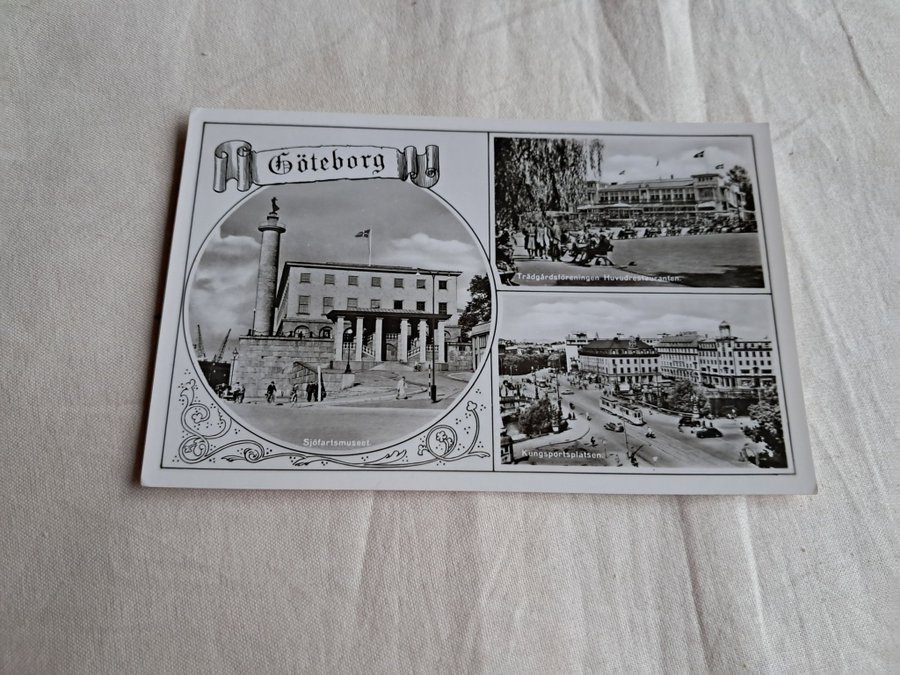 Göteborg
Sjöfartsmuseet.
Trädgårdsföreningen Huvudrestauranten.
Kungsportsplatsen.